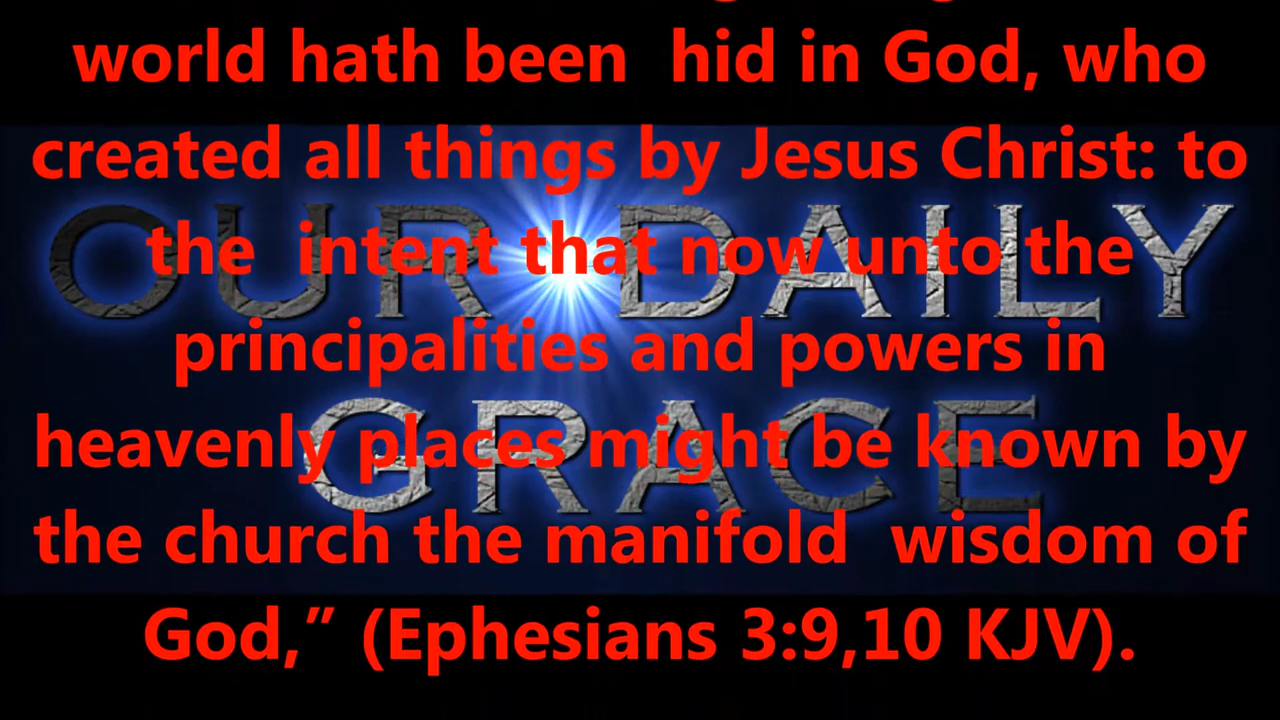 world hath been  hid in God, who
created all things by Jesus Christ: to
the  intent that now unto the
principalities and powers in
heavenly places might be known by
the church the manifold  wisdom of
God,” (Ephesians 3:9,10 KJV).
OUR DAILY
GRACE